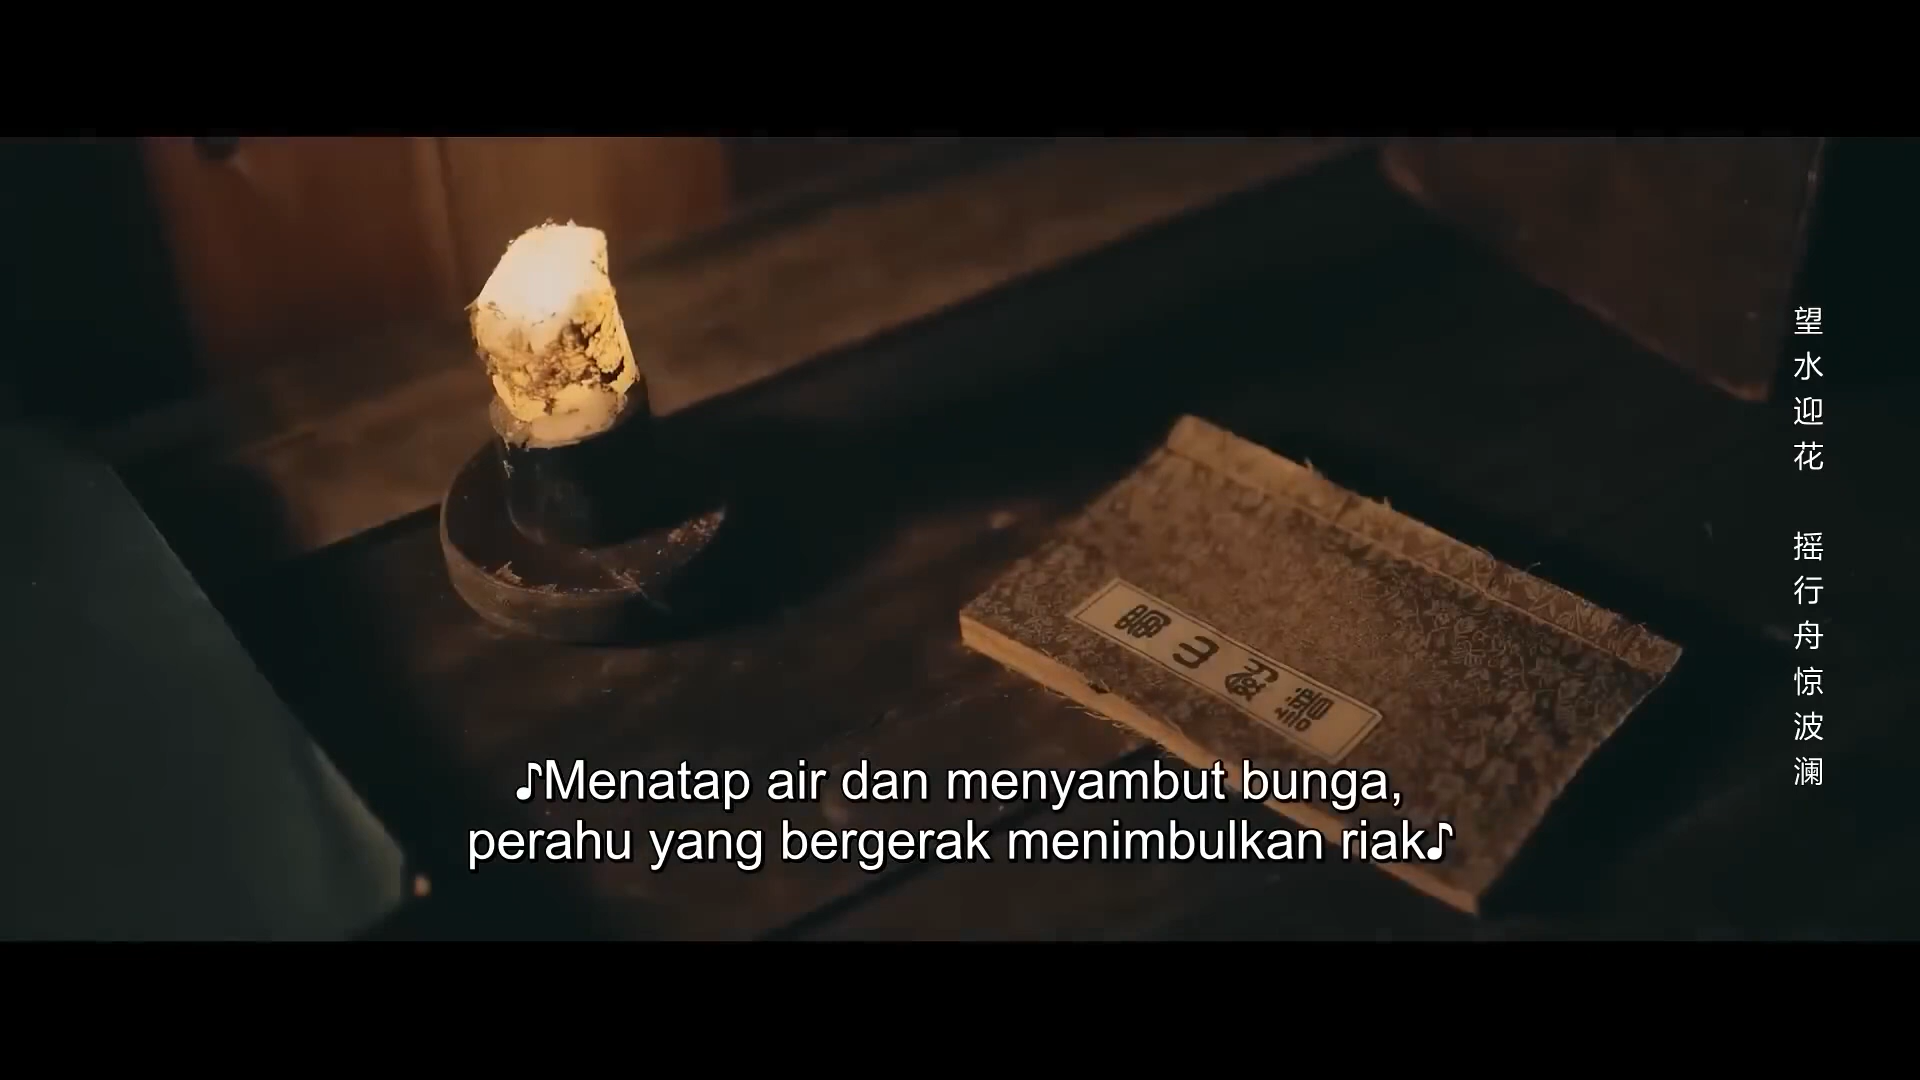 望水迎花 摇行舟惊波澜
♪Menatap air dan menyambut bunga,
perahu yang bergerak menimbulkan riak♪